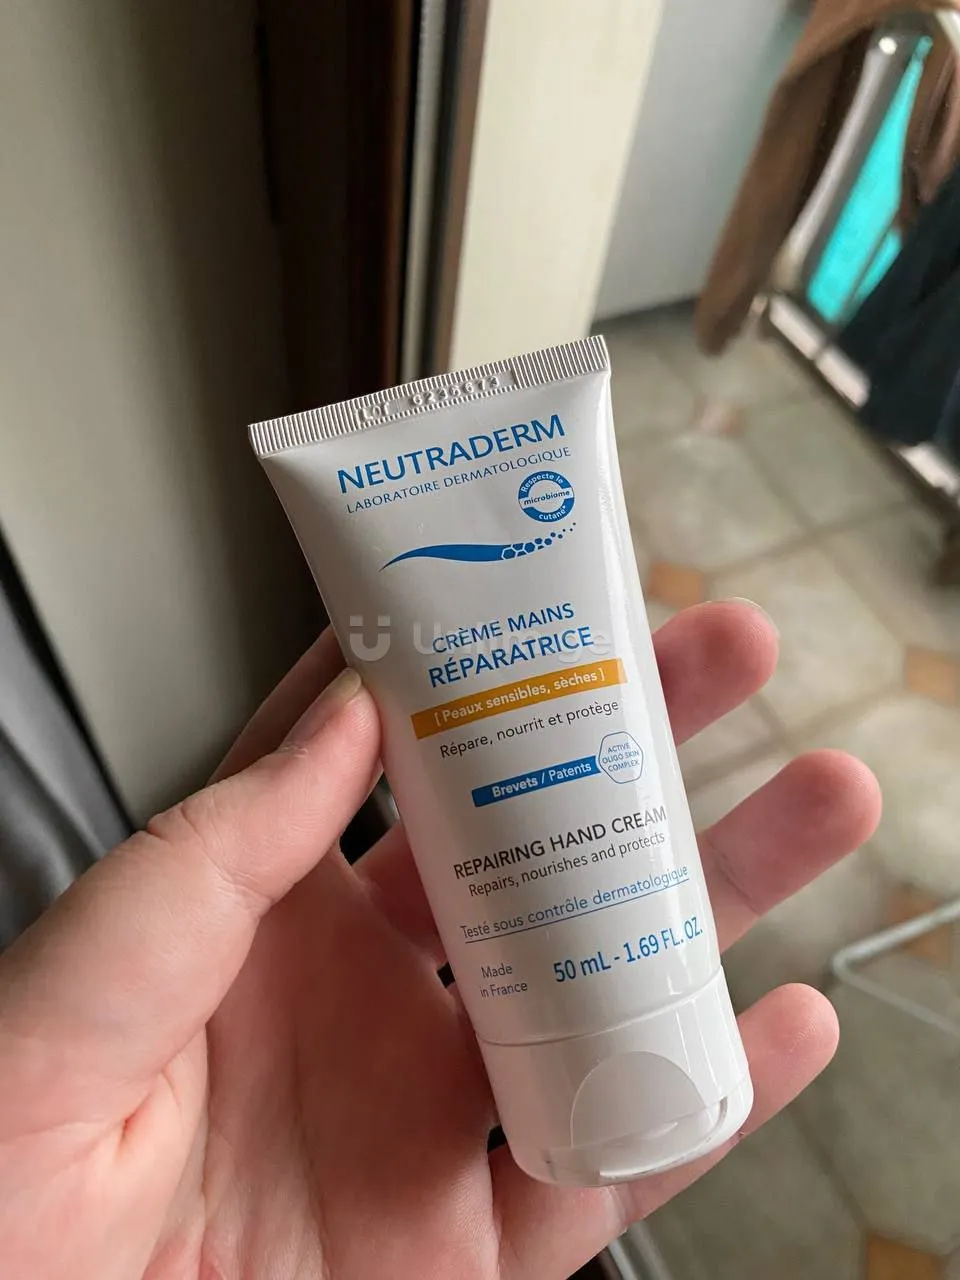 NEUTRADERM
LABORATOIRE DERMATOLOGIQUE
Respecte le
microbiome
cutané*
CRÈME MAINS
RÉPARATRICE
[ Peaux sensibles, sèches ]
Répare, nourrit et protège
Brevets / Patents
ACTIVE
OLIGO SKIN
COMPLEX
REPAIRING HAND CREAM
Repairs, nourishes and protects
Testé sous contrôle dermatologique
Made
in France
50 mL - 1.69 FL. OZ.